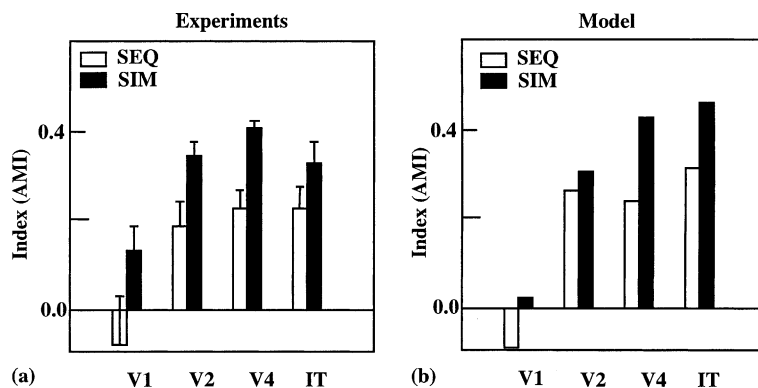 Experiments
SEQ
SIM
0.4
0.0
Index (AMI)
V1 V2 V4 IT
(a)
Model
SEQ
SIM
0.4
0.0
Index (AMI)
V1 V2 V4 IT
(b)